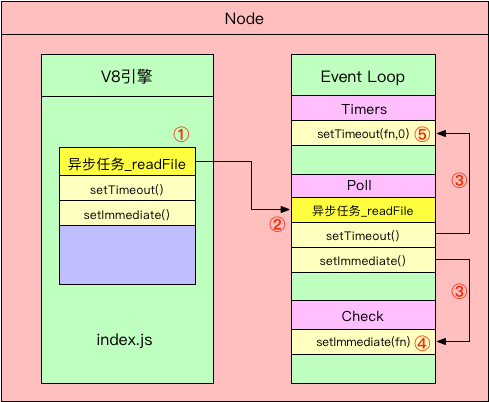 Node
V8引擎
①
异步任务_readFile
setTimeout()
setImmediate()
index.js
Event Loop
Timers
setTimeout(fn,0) ⑤
③
Poll
②
异步任务_readFile
setTimeout()
setImmediate()
③
Check
setImmediate(fn) ④